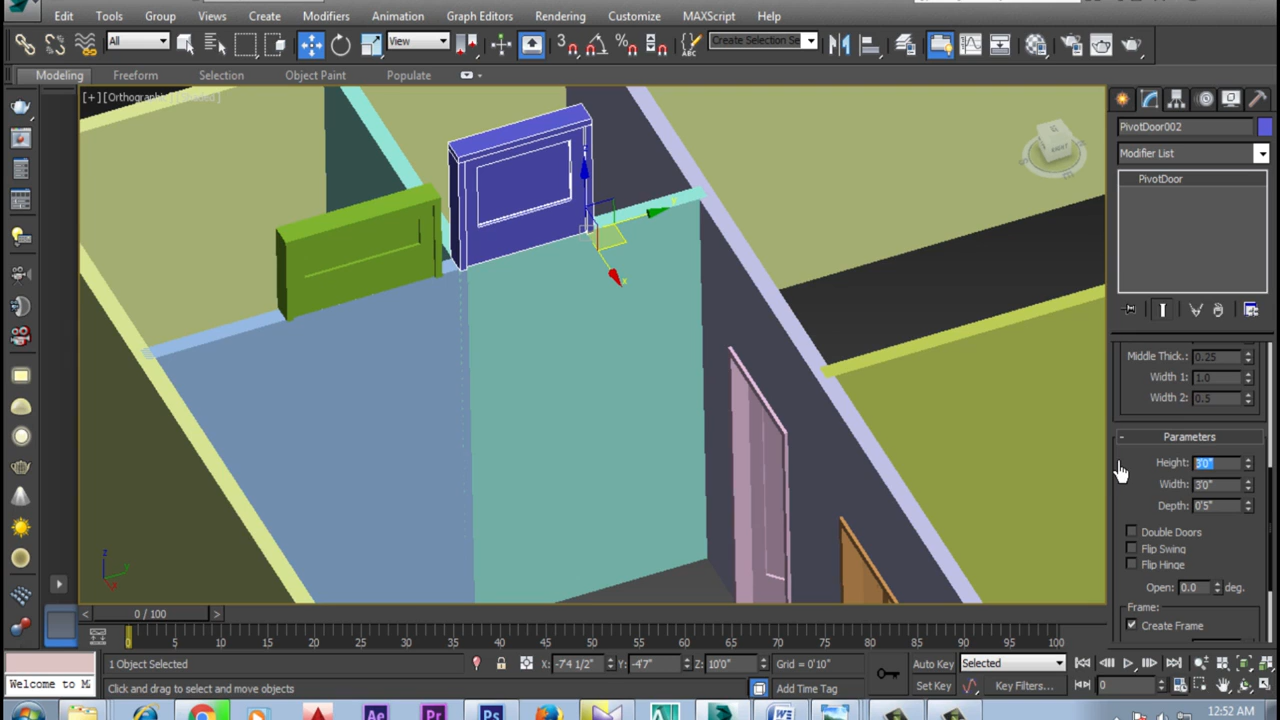 Edit Tools Group Views Create Modifiers Animation Graph Editors Rendering Customize MAXScript Help
All View Create Selection Se
Modeling Freeform Selection Object Paint Populate
[+][Orthographic]
PivotDoor002
Modifier List
PivotDoor
Middle Thick.: 0.25
Width 1: 1.0
Width 2: 0.5
- Parameters
Height: 3'0"
Width: 3'0"
Depth: 0'5"
Double Doors
Flip Swing
Flip Hinge
Open: 0.0 deg.
Frame:
Create Frame
z y x
FRONT
< 0 / 100 >
0 5 10 15 20 25 30 35 40 45 50 55 60 65 70 75 80 85 90 95 100
1 Object Selected X: -7'4 1/2" Y: -4'7" Z: 10'0" Grid = 0'10" Auto Key Selected
Welcome to M Click and drag to select and move objects Add Time Tag Set Key Key Filters... 0
Ae Pr Ps W
12:52 AM